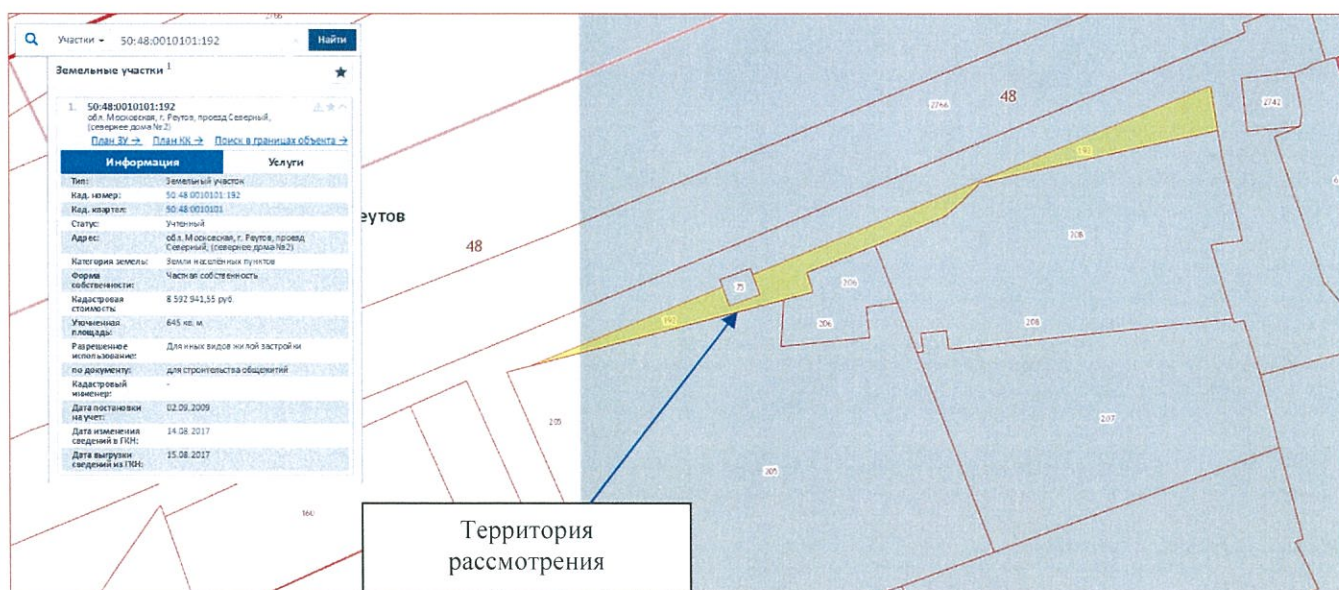 2766
Участки 50:48:0010101:192 Найти
Земельные участки 1
1. 50:48:0010101:192
обл. Московская, г. Реутов, проезд Северный,
(севернее дома №2)
План ЗУ → План КК → Поиск в границах объекта →
Информация Услуги
Тип: Земельный участок
Кад. номер: 50:48:0010101:192
Кад. квартал: 50:48:0010101
Статус: Учтенный
Адрес: обл. Московская, г. Реутов, проезд
Северный, (севернее дома №2)
Категория земель: Земли населённых пунктов
Форма
собственности: Частная собственность
Кадастровая
стоимость: 8 592 941,55 руб.
Уточненная
площадь: 645 кв. м
Разрешенное
использование: Для иных видов жилой застройки
по документу: для строительства общежитий
Кадастровый
инженер: -
Дата постановки
на учет: 02.09.2009
Дата изменения
сведений в ГКН: 14.08.2017
Дата выгрузки
сведений из ГКН: 15.08.2017
еутов
48
2766
48
2742
192
208
75
206
206
192
208
205
207
205
160
Территория
рассмотрения